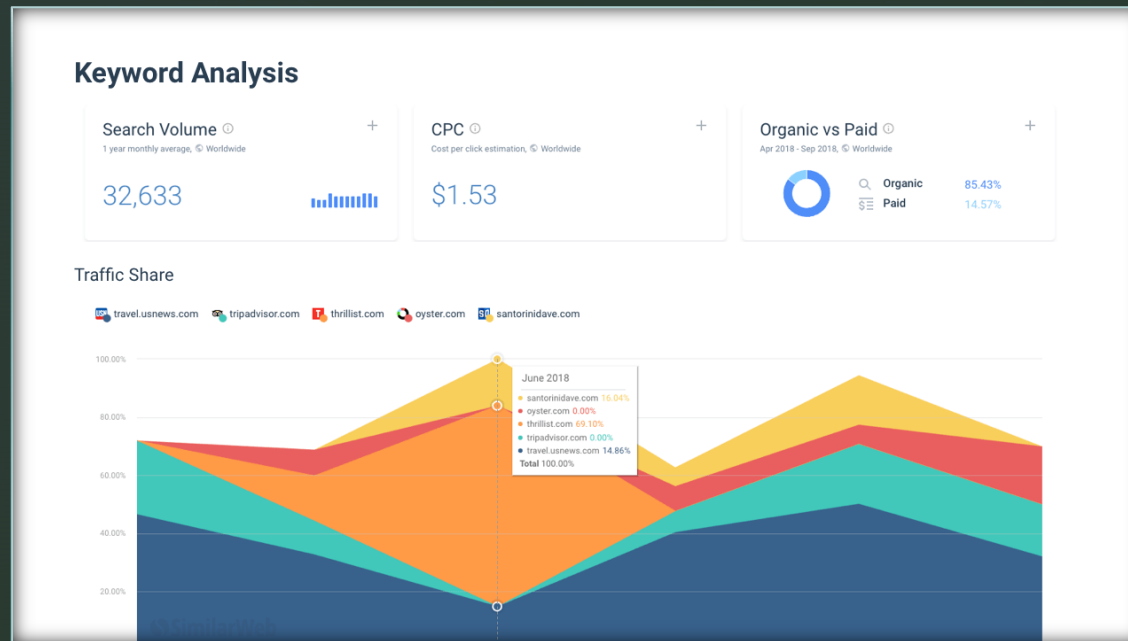 Keyword Analysis
Search Volume
1 year monthly average, Worldwide
32,633
CPC
Cost per click estimation, Worldwide
$1.53
Organic vs Paid
Apr 2018 - Sep 2018, Worldwide
Organic 85.43%
Paid 14.57%
Traffic Share
travel.usnews.com tripadvisor.com thrillist.com oyster.com santorinidave.com
100.00%
80.00%
60.00%
40.00%
20.00%
June 2018
santorinidave.com 16.04%
oyster.com 0.00%
thrillist.com 69.10%
tripadvisor.com 0.00%
travel.usnews.com 14.86%
Total 100.00%
SimilarWeb